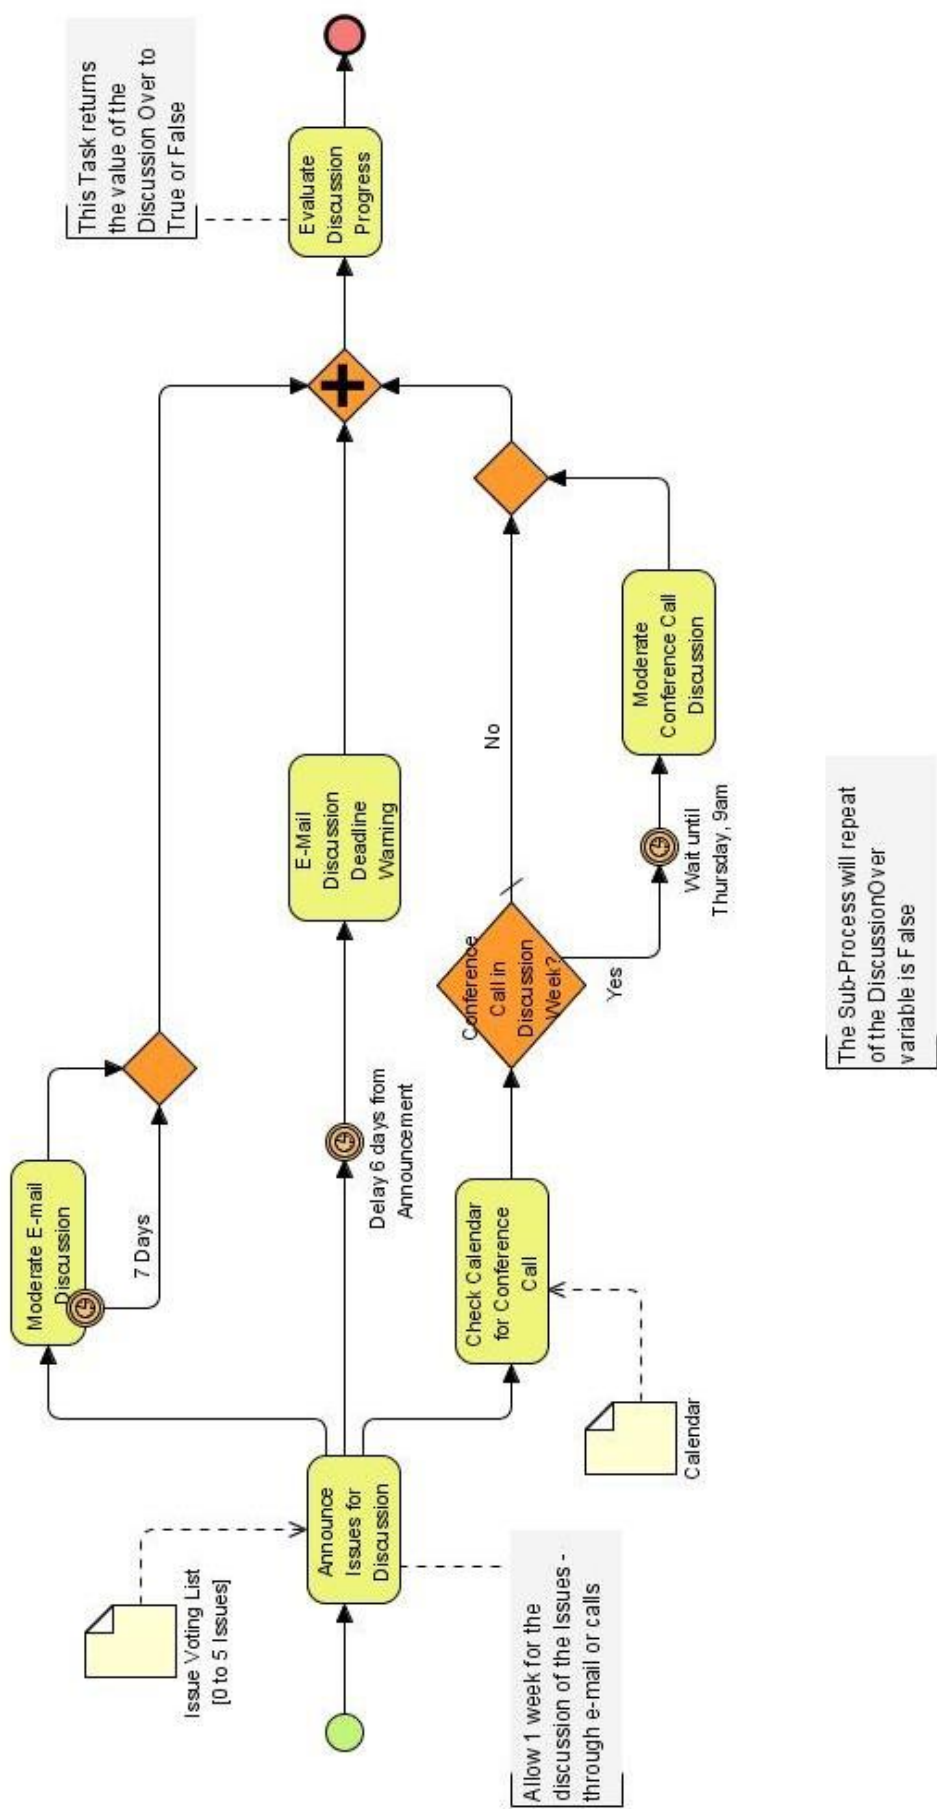 Issue Voting List
[0 to 5 Issues]
Announce
Issues for
Discussion
Allow 1 week for the
discussion of the Issues -
through e-mail or calls
Moderate E-mail
Discussion
7 Days
Delay 6 days from
Announcement
E-Mail
Discussion
Deadline
Warning
Check Calendar
for Conference
Call
Calendar
Conference
Call in
Discussion
Week?
No
Yes
Wait until
Thursday, 9am
Moderate
Conference Call
Discussion
This Task returns
the value of the
Discussion Over to
True or False
Evaluate
Discussion
Progress
The Sub-Process will repeat
of the DiscussionOver
variable is False